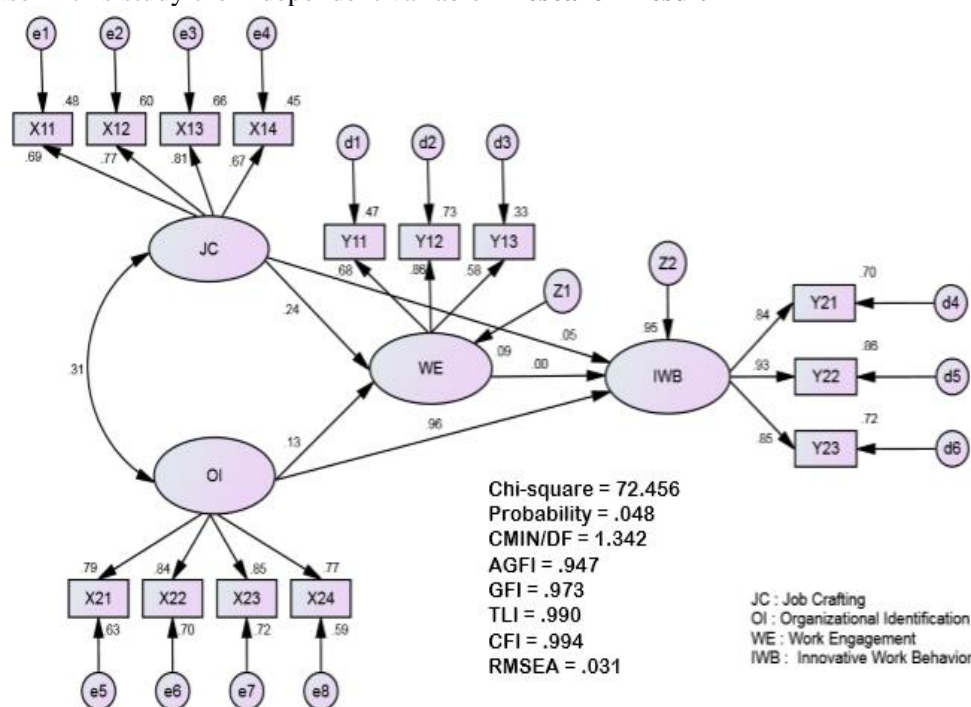 this study the
e1 e2 e3 e4
.48 .60 .66 .45
X11 X12 X13 X14
.69 .77 .81 .67
d1 d2 d3
.47 .73 .33
Y11 Y12 Y13
.68 .86 .58
JC
Z1
Z2
.24
.05
.95
.70
Y21
d4
.84
.31
WE
.09
.00
IWB
.86
.93
Y22
d5
.96
.13
.72
.85
Y23
d6
OI
.79 .84 .85 .77
X21 X22 X23 X24
.63 .70 .72 .59
e5 e6 e7 e8
Chi-square = 72.456
Probability = .048
CMIN/DF = 1.342
AGFI = .947
GFI = .973
TLI = .990
CFI = .994
RMSEA = .031
JC : Job Crafting
OI : Organizational Identification
WE : Work Engagement
IWB : Innovative Work Behavior